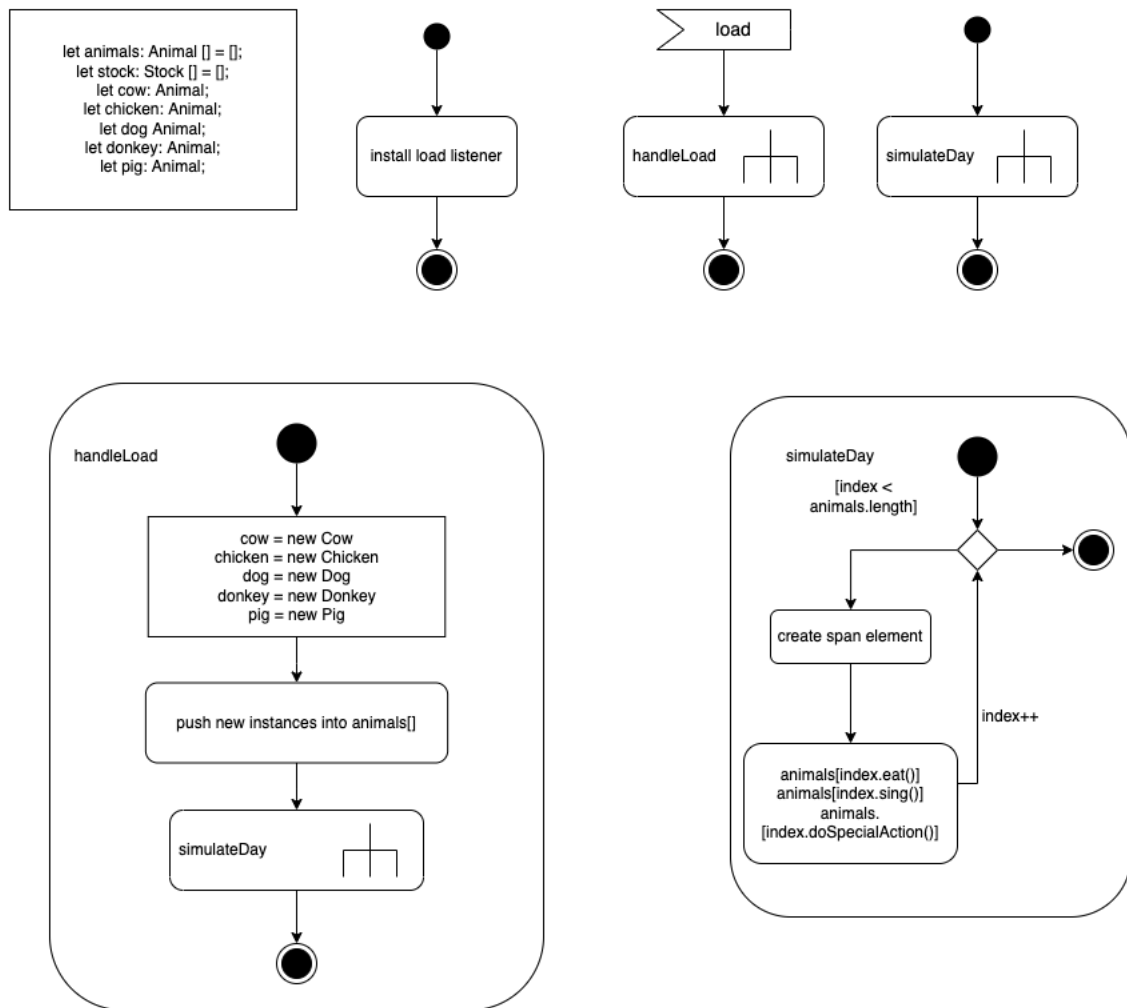 let animals: Animal [] = [];
let stock: Stock [] = [];
let cow: Animal;
let chicken: Animal;
let dog Animal;
let donkey: Animal;
let pig: Animal;
install load listener
load
handleLoad
simulateDay
handleLoad
cow = new Cow
chicken = new Chicken
dog = new Dog
donkey = new Donkey
pig = new Pig
push new instances into animals[]
simulateDay
simulateDay
[index <
animals.length]
create span element
index++
animals[index.eat()]
animals[index.sing()]
animals.
[index.doSpecialAction()]